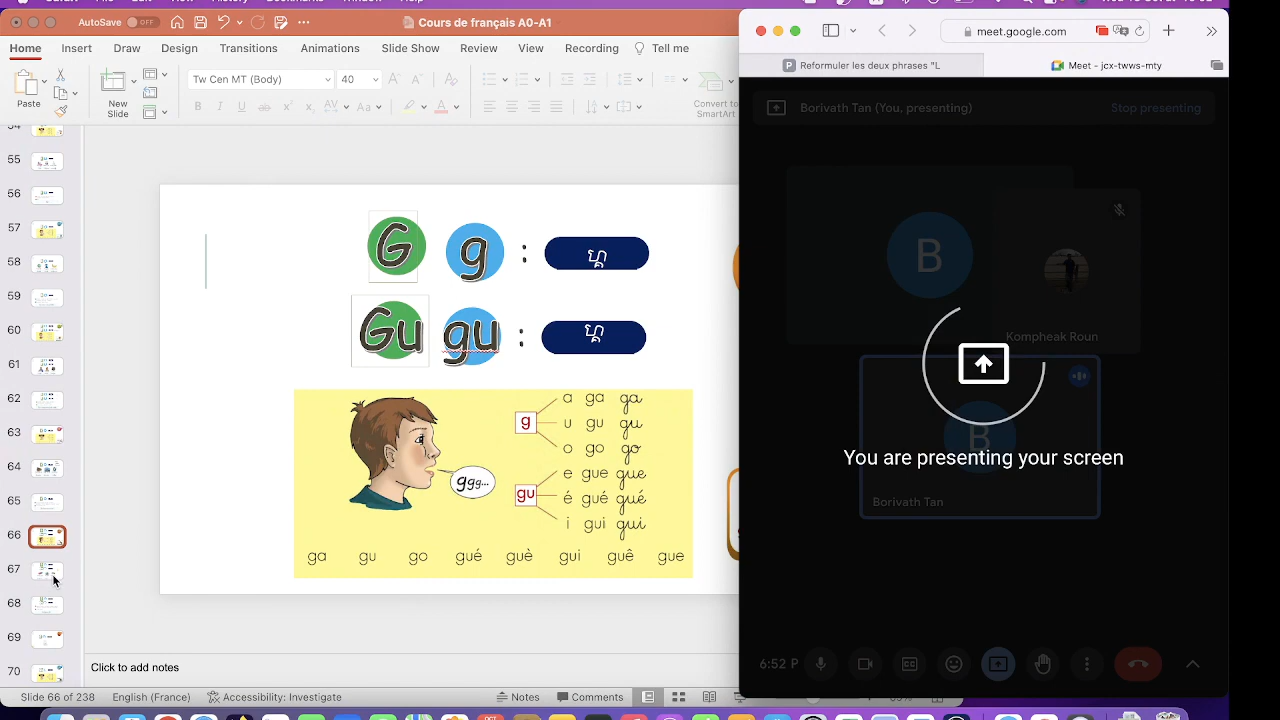 AutoSave OFF
Cours de français A0-A1
Home Insert Draw Design Transitions Animations Slide Show Review View Recording Tell me
Paste
New Slide
Tw Cen MT (Body) 40
Convert to SmartArt
55
56
57
58
59
60
61
62
63
64
65
66
67
68
69
70
G g : ហ្គ
Gu gu : ហ្គ
ggg...
g
a ga ga
u gu gu
o go go
gu
e gue gue
é gué gué
i gui gui
ga gu go gué guè gui guê gue
Click to add notes
Slide 66 of 238 English (France) Accessibility: Investigate Notes Comments
meet.google.com
Reformuler les deux phrases "L
Meet - jcx-twws-mty
Borivath Tan (You, presenting)
Stop presenting
B
Kompheak Roun
B
You are presenting your screen
Borivath Tan
6:52 P